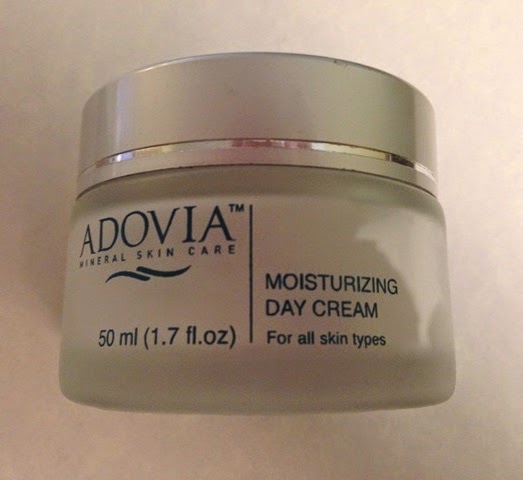 ADOVIA™
MINERAL SKIN CARE
50 ml (1.7 fl.oz)
MOISTURIZING
DAY CREAM
For all skin types